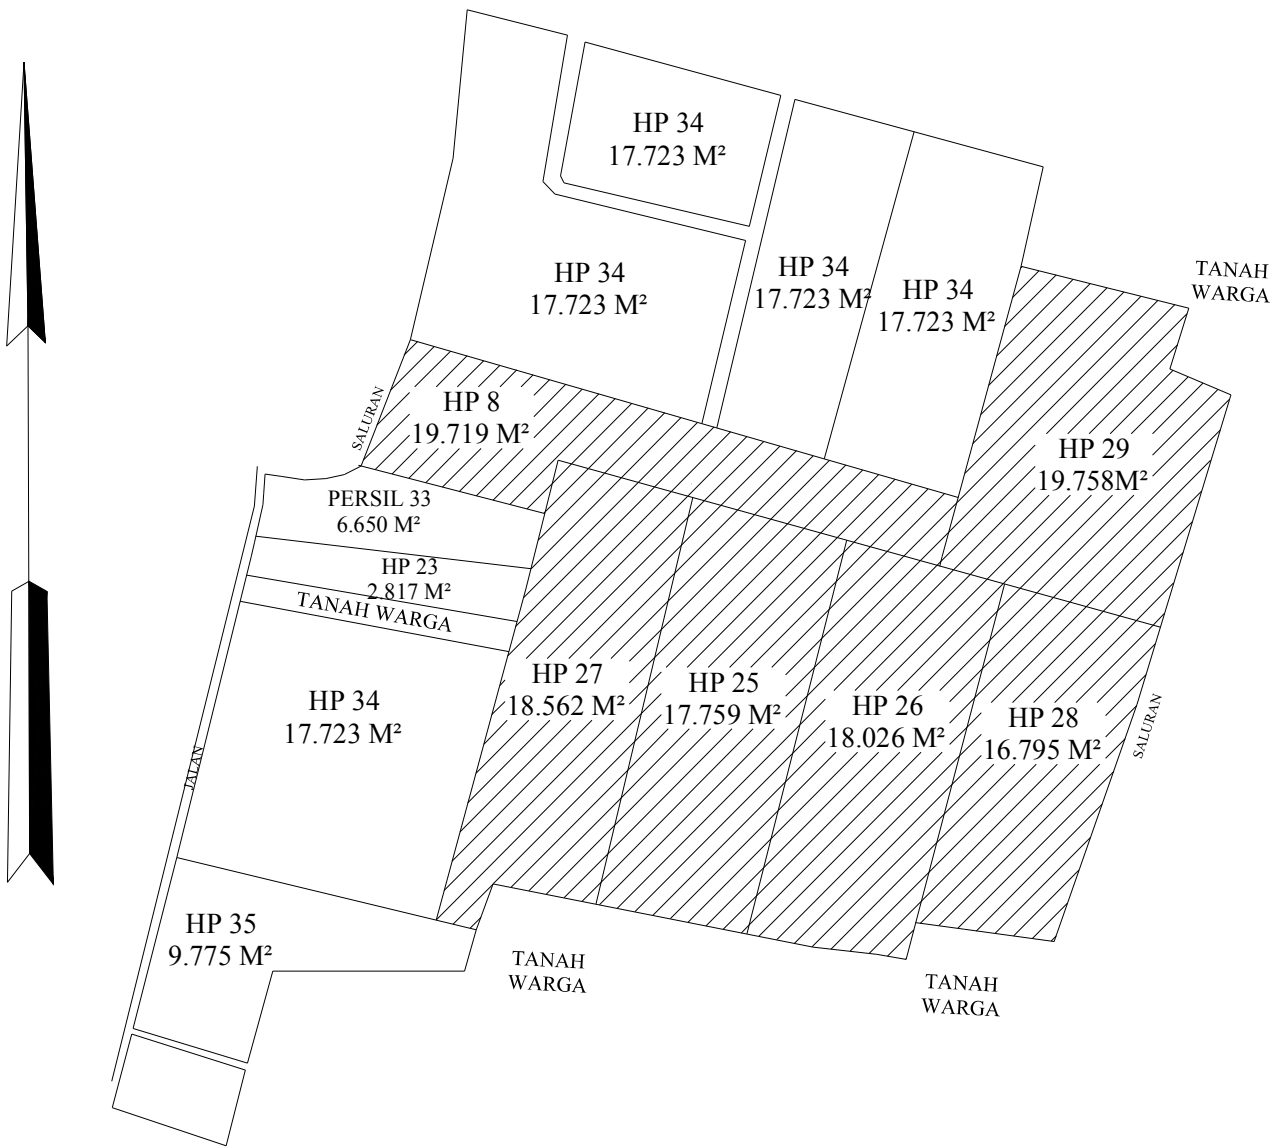 HP 34
17.723 M²
HP 34
17.723 M²
HP 34
17.723 M²
HP 34
17.723 M²
TANAH
WARGA
SALURAN
HP 8
19.719 M²
HP 29
19.758M²
PERSIL 33
6.650 M²
HP 23
2.817 M²
TANAH WARGA
HP 34
17.723 M²
HP 27
18.562 M²
HP 25
17.759 M²
HP 26
18.026 M²
HP 28
16.795 M²
SALURAN
JALAN
HP 35
9.775 M²
TANAH
WARGA
TANAH
WARGA